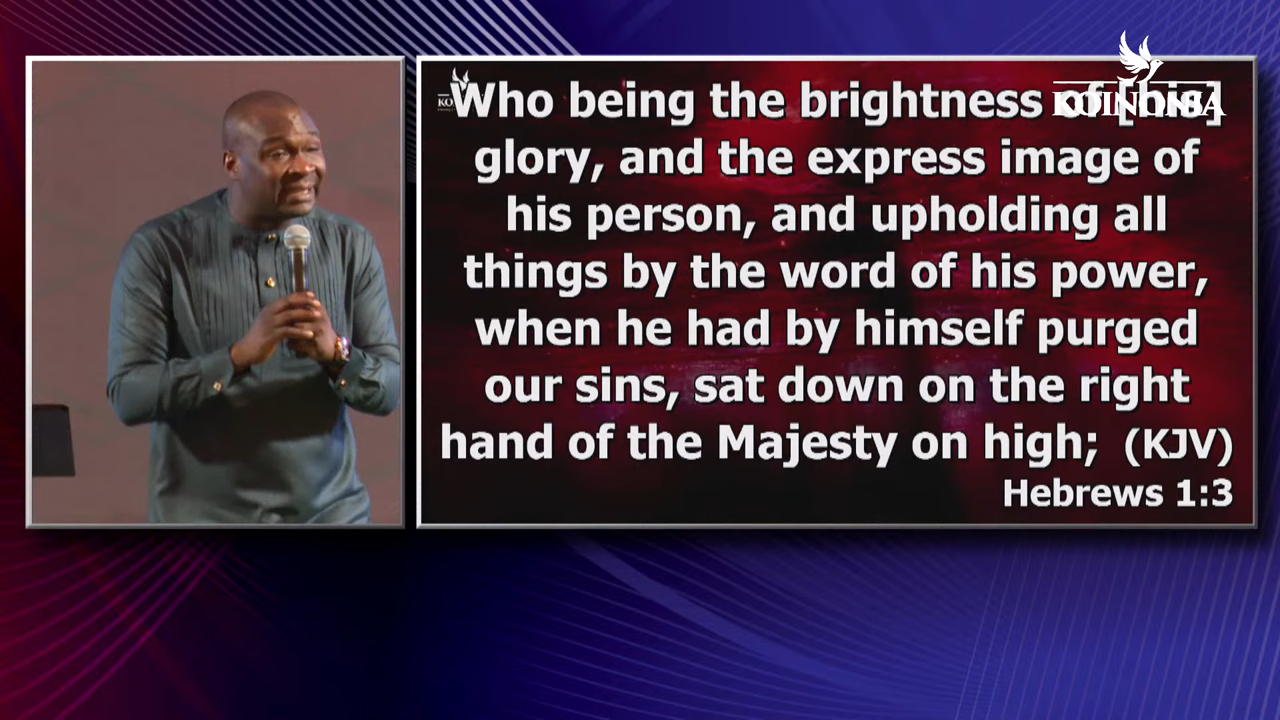 KOINONIA
Who being the brightness of [his]
glory, and the express image of
his person, and upholding all
things by the word of his power,
when he had by himself purged
our sins, sat down on the right
hand of the Majesty on high; (KJV)
Hebrews 1:3